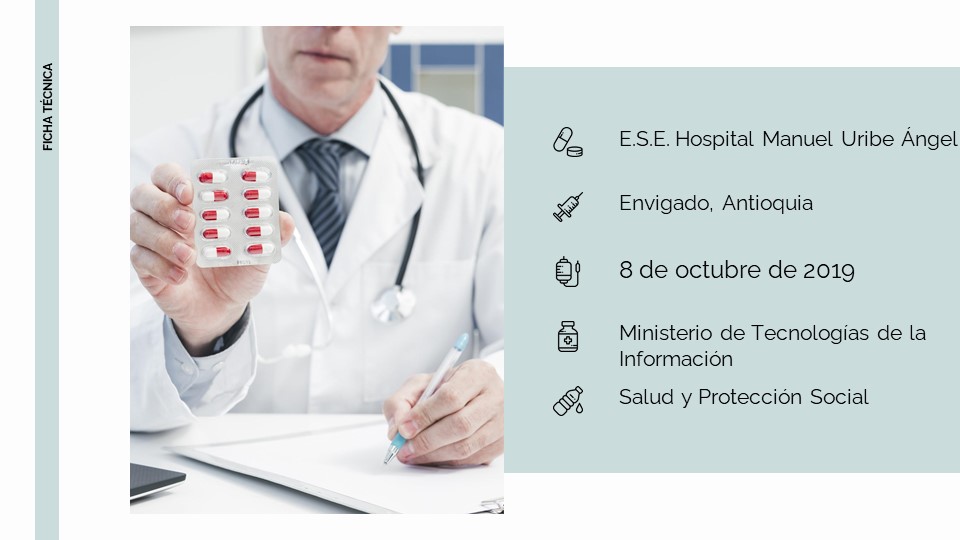 FICHA TÉCNICA
E.S.E. Hospital Manuel Uribe Ángel
Envigado, Antioquia
8 de octubre de 2019
Ministerio de Tecnologías de la
Información
Salud y Protección Social